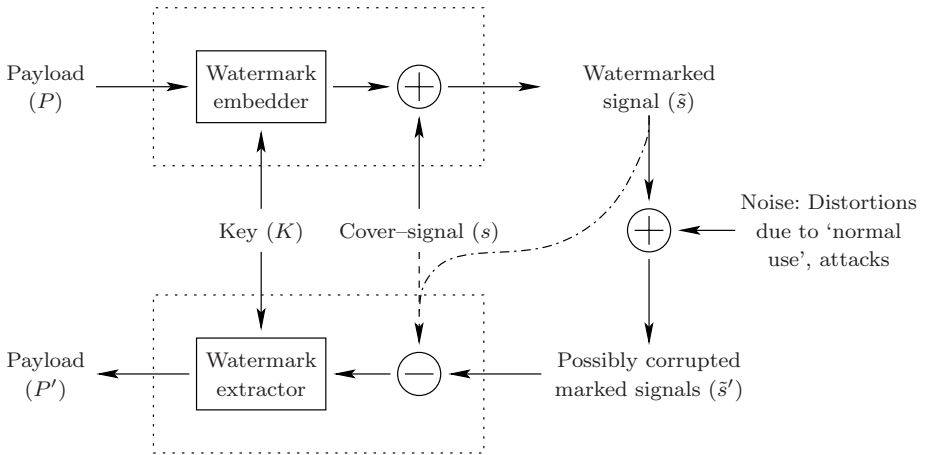 Payload
(P)
Watermark
embedder
Watermarked
signal (s̃)
Key (K)
Cover–signal (s)
Noise: Distortions
due to ‘normal
use’, attacks
Payload
(P′)
Watermark
extractor
Possibly corrupted
marked signals (s̃′)